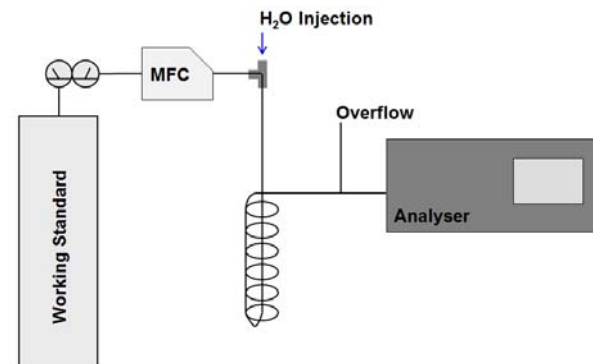 H₂O Injection
MFC
Overflow
Analyser
Working Standard